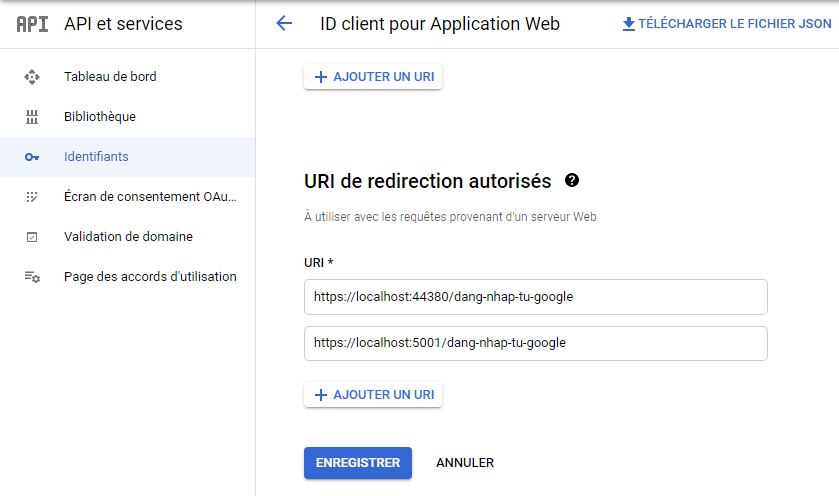 API API et services
ID client pour Application Web
TÉLÉCHARGER LE FICHIER JSON
Tableau de bord
Bibliothèque
Identifiants
Écran de consentement OAu...
Validation de domaine
Page des accords d'utilisation
AJOUTER UN URI
URI de redirection autorisés
À utiliser avec les requêtes provenant d'un serveur Web
URI *
https://localhost:44380/dang-nhap-tu-google
https://localhost:5001/dang-nhap-tu-google
AJOUTER UN URI
ENREGISTRER ANNULER